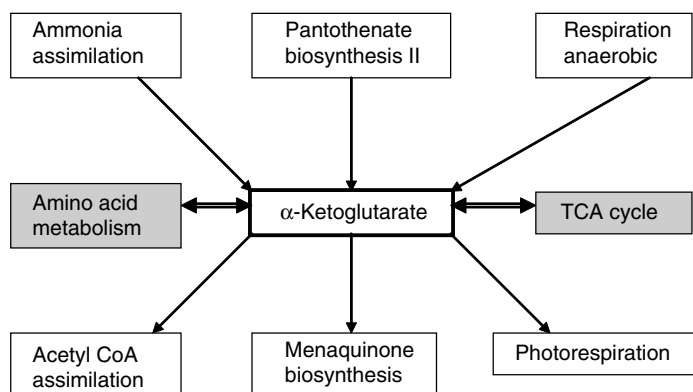 Ammonia
assimilation
Pantothenate
biosynthesis II
Respiration
anaerobic
Amino acid
metabolism
α-Ketoglutarate
TCA cycle
Acetyl CoA
assimilation
Menaquinone
biosynthesis
Photorespiration